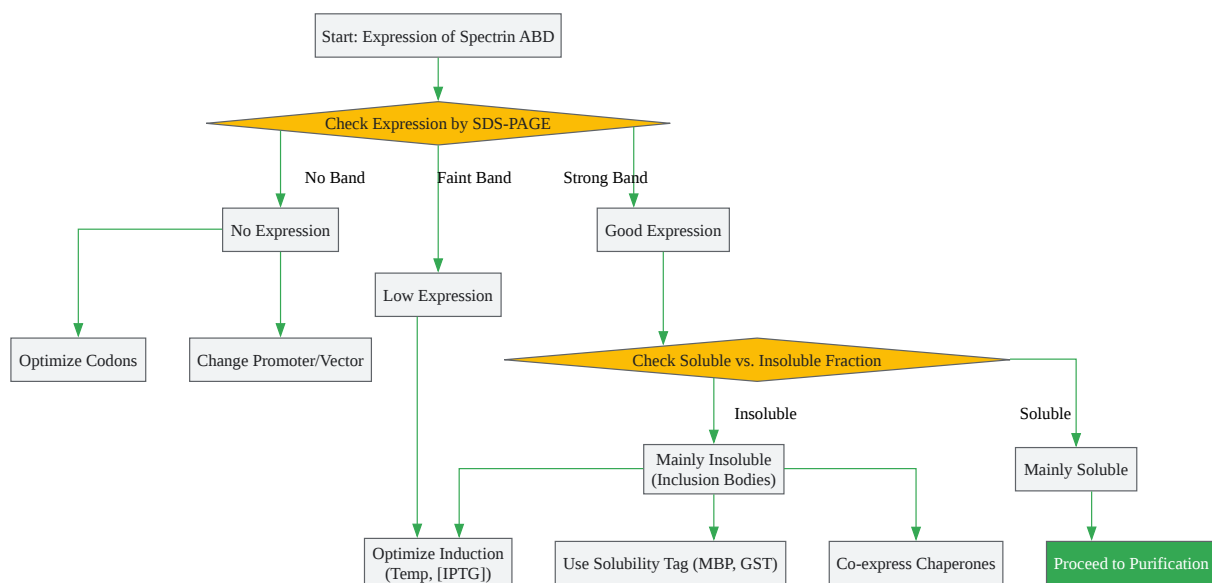 Start: Expression of Spectrin ABD
Check Expression by SDS-PAGE
No Band
Faint Band
Strong Band
No Expression
Good Expression
Low Expression
Optimize Codons
Change Promoter/Vector
Check Soluble vs. Insoluble Fraction
Insoluble
Soluble
Mainly Insoluble
(Inclusion Bodies)
Mainly Soluble
Optimize Induction
(Temp, [IPTG])
Use Solubility Tag (MBP, GST)
Co-express Chaperones
Proceed to Purification